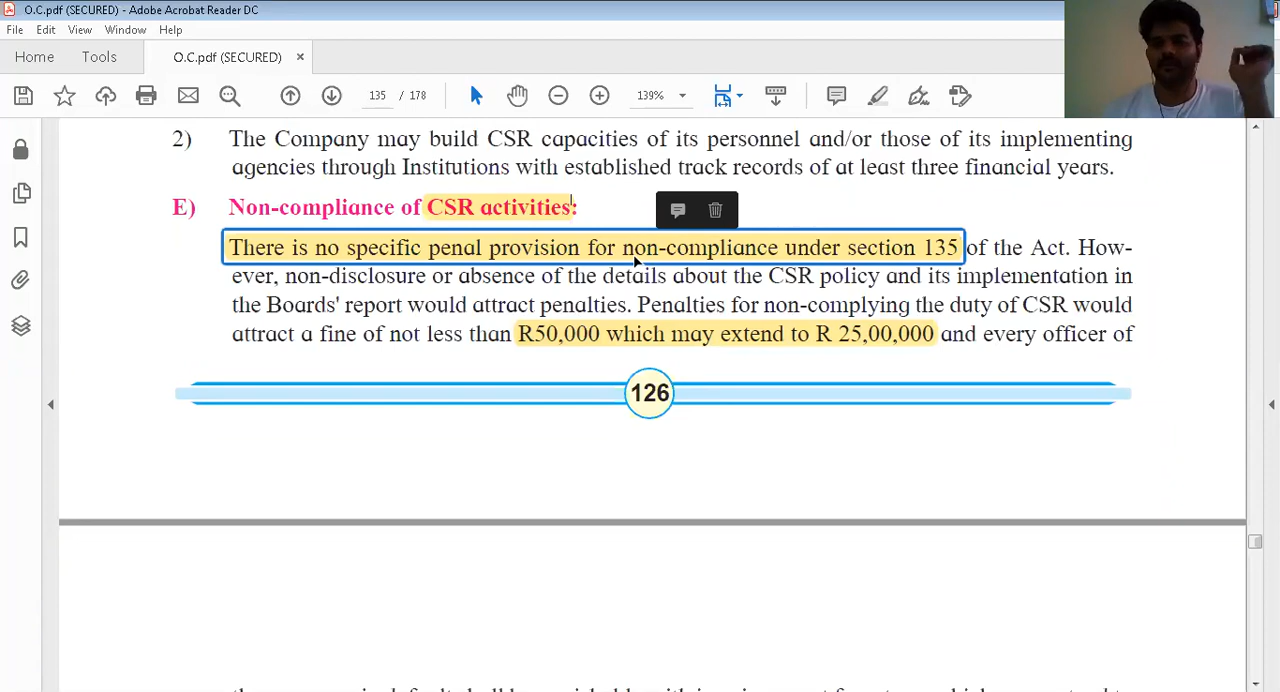 O.C.pdf (SECURED) - Adobe Acrobat Reader DC
File Edit View Window Help
Home Tools O.C.pdf (SECURED) ×
135 / 178 139%
2) The Company may build CSR capacities of its personnel and/or those of its implementing
agencies through Institutions with established track records of at least three financial years.
E) Non-compliance of CSR activities:
There is no specific penal provision for non-compliance under section 135 of the Act. How-
ever, non-disclosure or absence of the details about the CSR policy and its implementation in
the Boards' report would attract penalties. Penalties for non-complying the duty of CSR would
attract a fine of not less than R50,000 which may extend to R 25,00,000 and every officer of
126